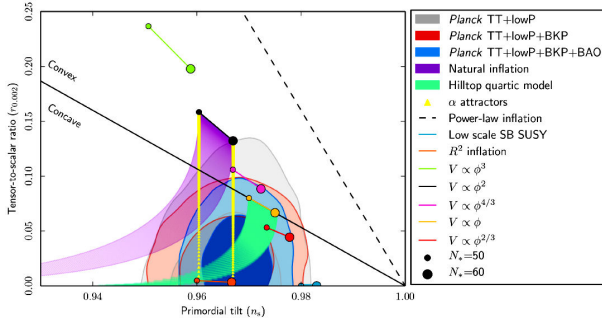 Tensor-to-scalar ratio (r0.002)
0.25
0.20
0.15
0.10
0.05
0.00
Convex
Concave
0.94
0.96
0.98
1.00
Primordial tilt (ns)
Planck TT+lowP
Planck TT+lowP+BKP
Planck TT+lowP+BKP+BAO
Natural inflation
Hilltop quartic model
α attractors
Power-law inflation
Low scale SB SUSY
R² inflation
V ∝ ϕ³
V ∝ ϕ²
V ∝ ϕ^4/3
V ∝ ϕ
V ∝ ϕ^2/3
N*=50
N*=60